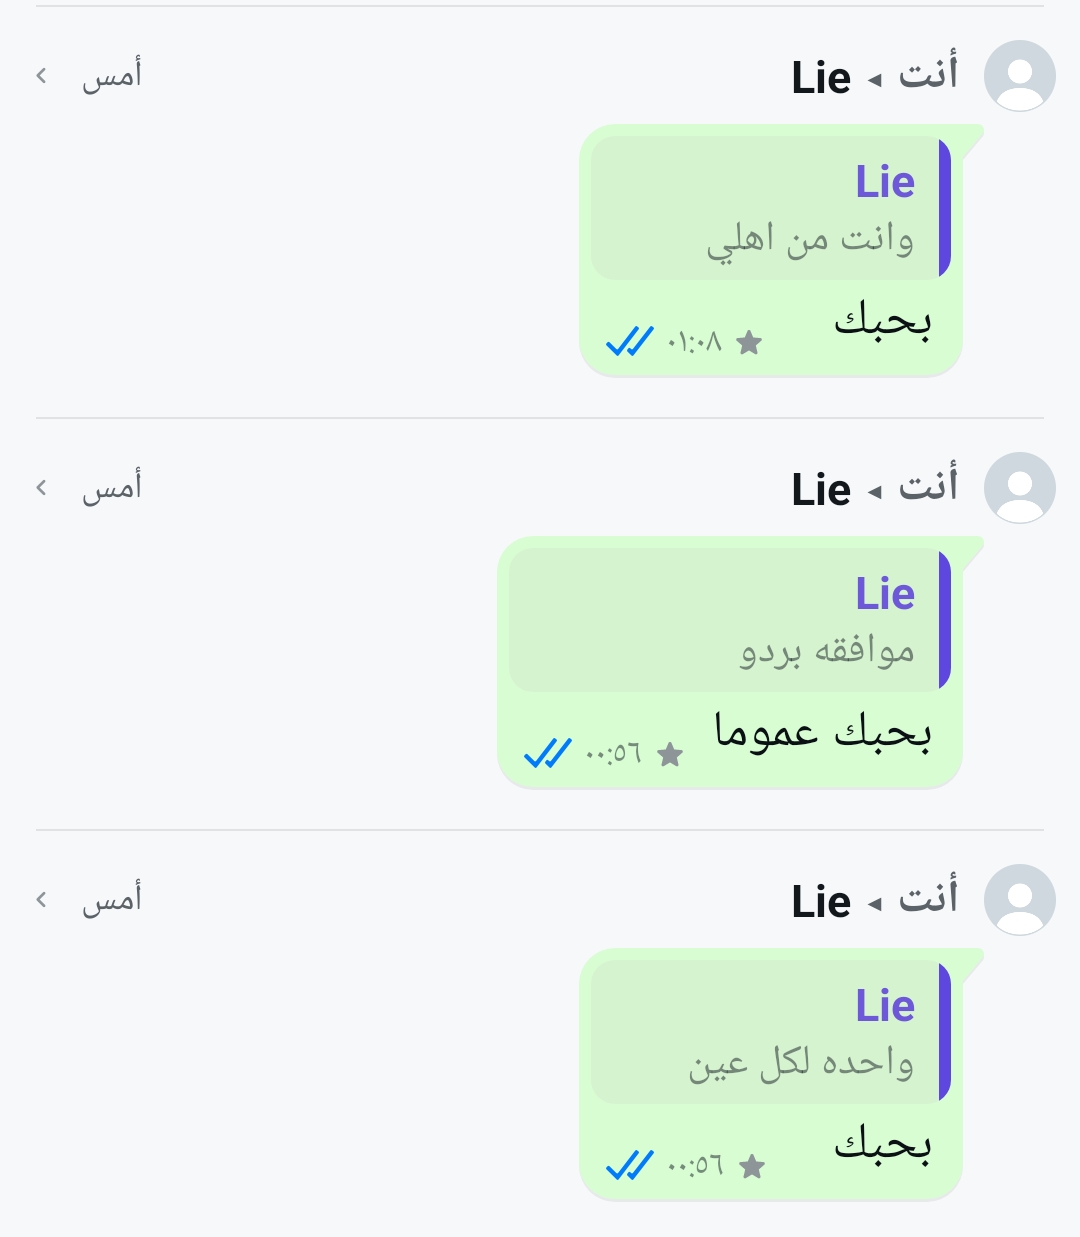 أنت ◂ Lie
أمس
Lie
وانت من اهلي
بحبك
٠١:٠٨
أنت ◂ Lie
أمس
Lie
موافقه بردو
بحبك عموما
٠٠:٥٦
أنت ◂ Lie
أمس
Lie
واحده لكل عين
بحبك
٠٠:٥٦